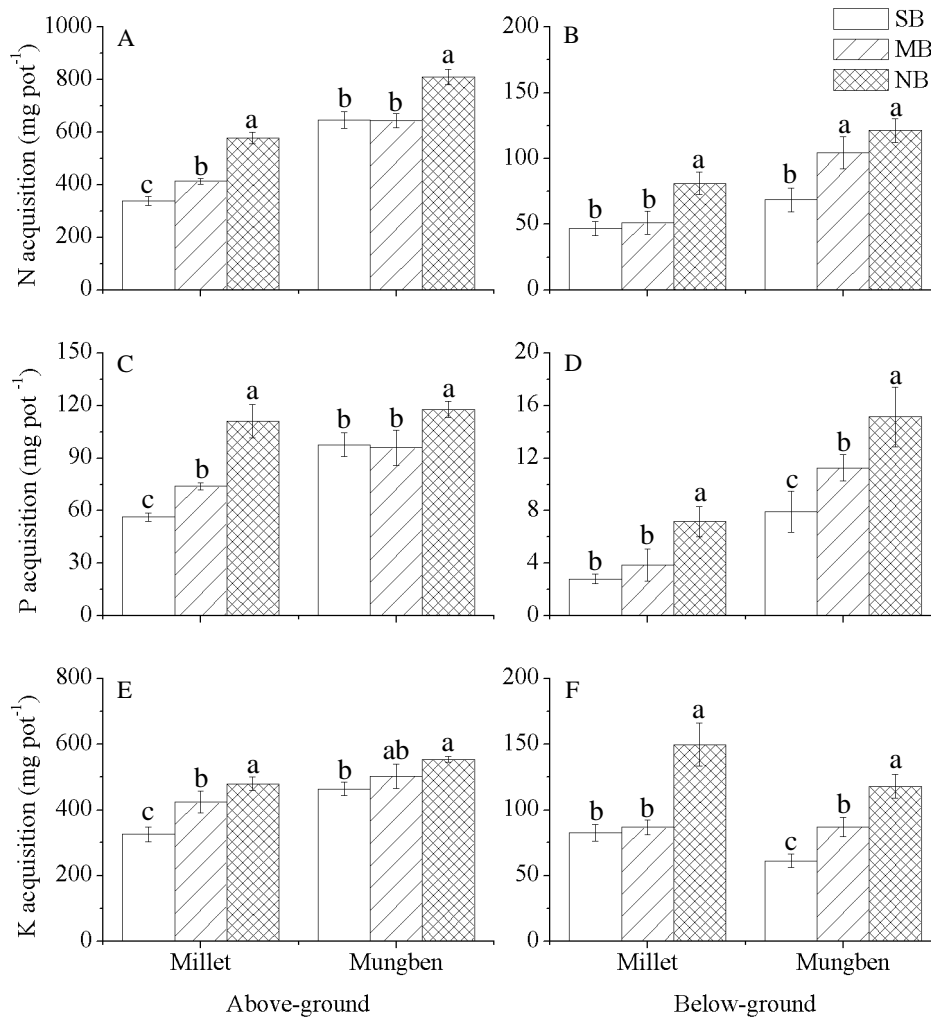 A
N acquisition (mg pot⁻¹)
1000
800
600
400
200
0
c
b
a
b
b
a
B
200
150
100
50
0
b
b
a
b
a
a
SB
MB
NB
C
P acquisition (mg pot⁻¹)
150
120
90
60
30
0
c
b
a
b
b
a
D
20
16
12
8
4
0
b
b
a
c
b
a
E
K acquisition (mg pot⁻¹)
800
600
400
200
0
c
b
a
b
ab
a
Millet
Mungben
Above-ground
F
200
150
100
50
0
b
b
a
c
b
a
Millet
Mungben
Below-ground